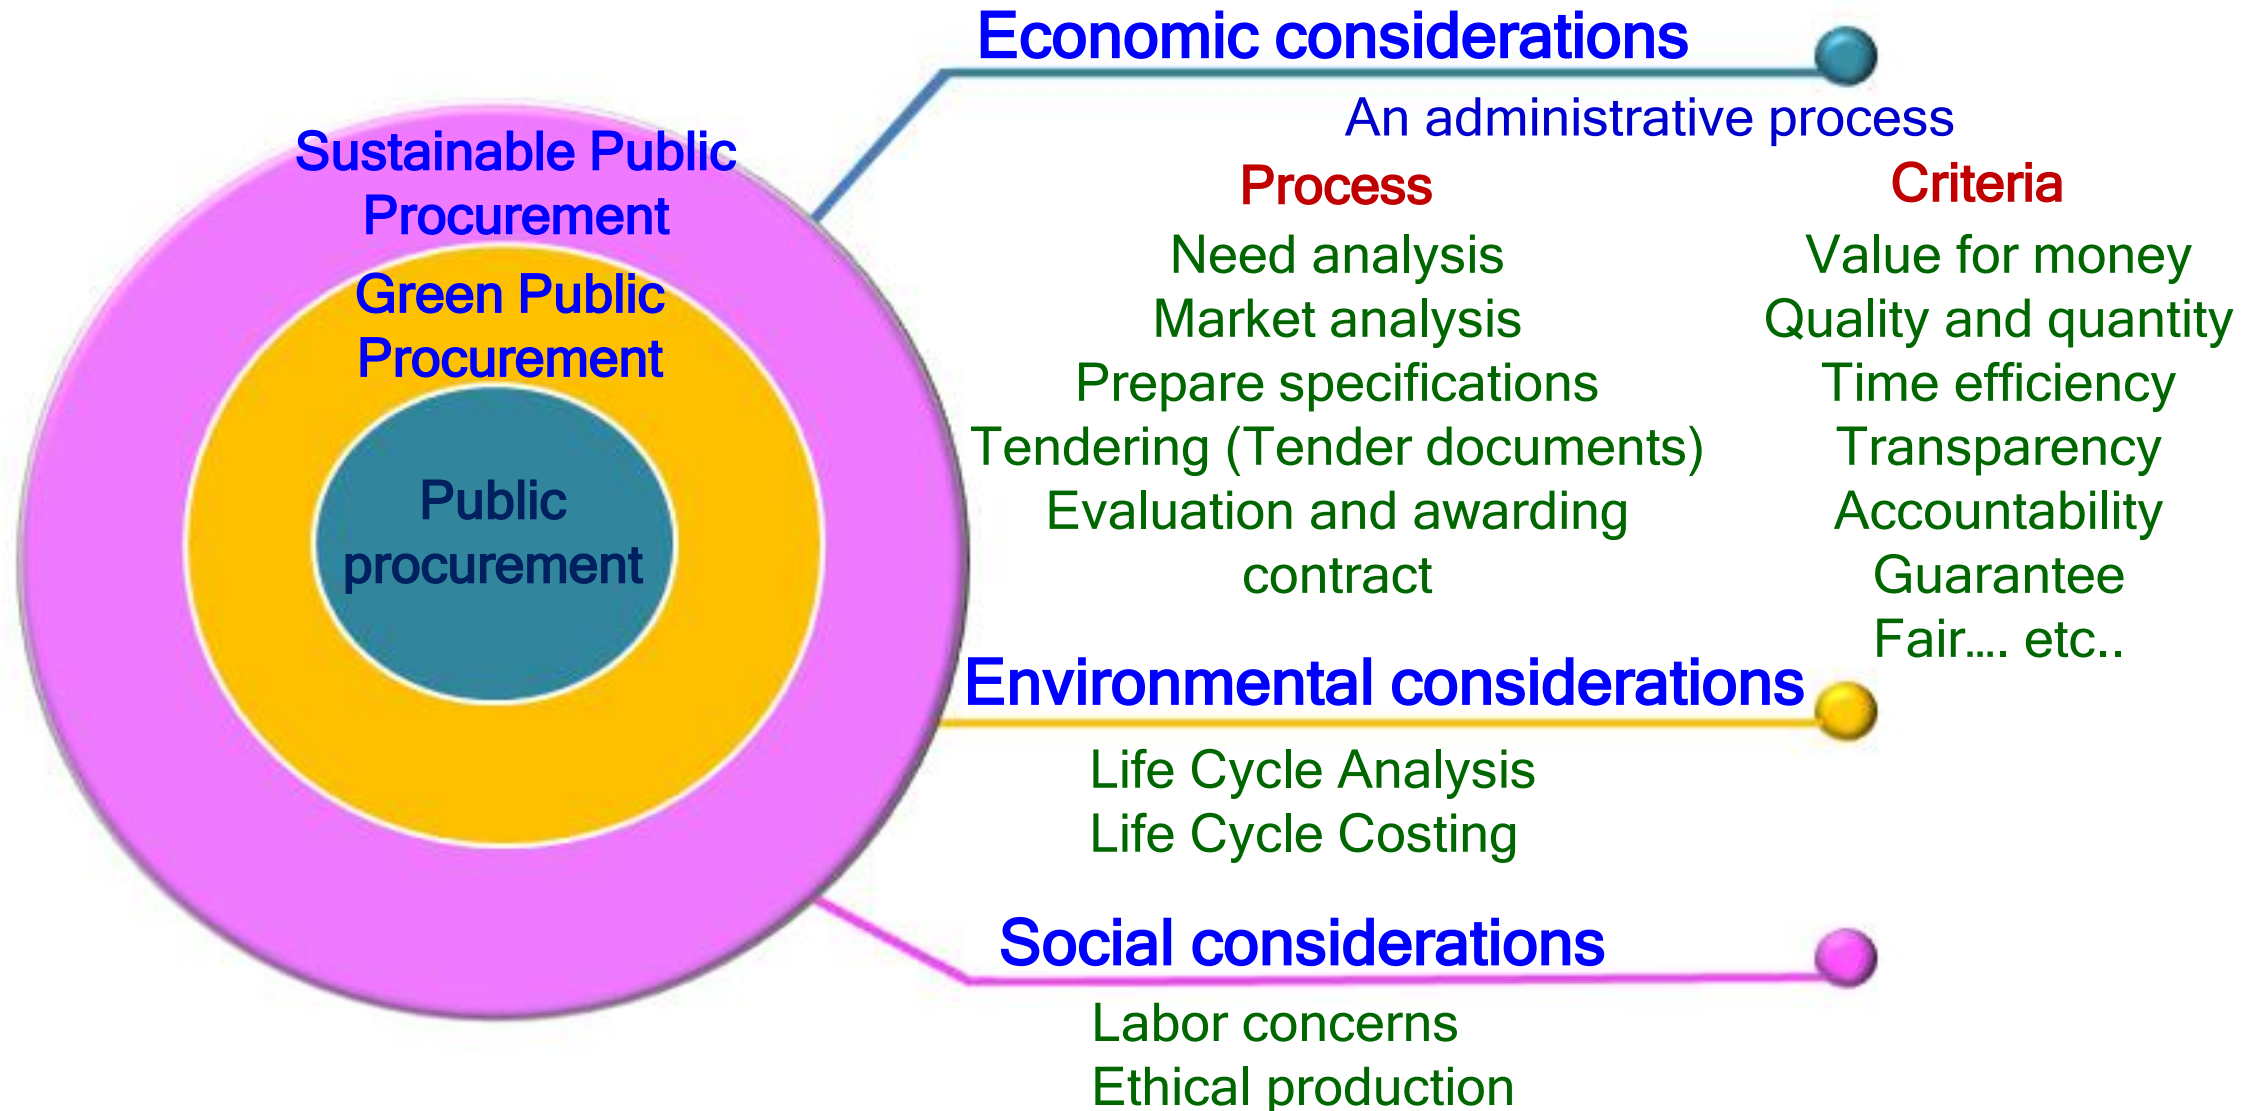 Sustainable Public
Procurement
Green Public
Procurement
Public
procurement
Economic considerations
An administrative process
Process
Need analysis
Market analysis
Prepare specifications
Tendering (Tender documents)
Evaluation and awarding
contract
Criteria
Value for money
Quality and quantity
Time efficiency
Transparency
Accountability
Guarantee
Fair.... etc..
Environmental considerations
Life Cycle Analysis
Life Cycle Costing
Social considerations
Labor concerns
Ethical production